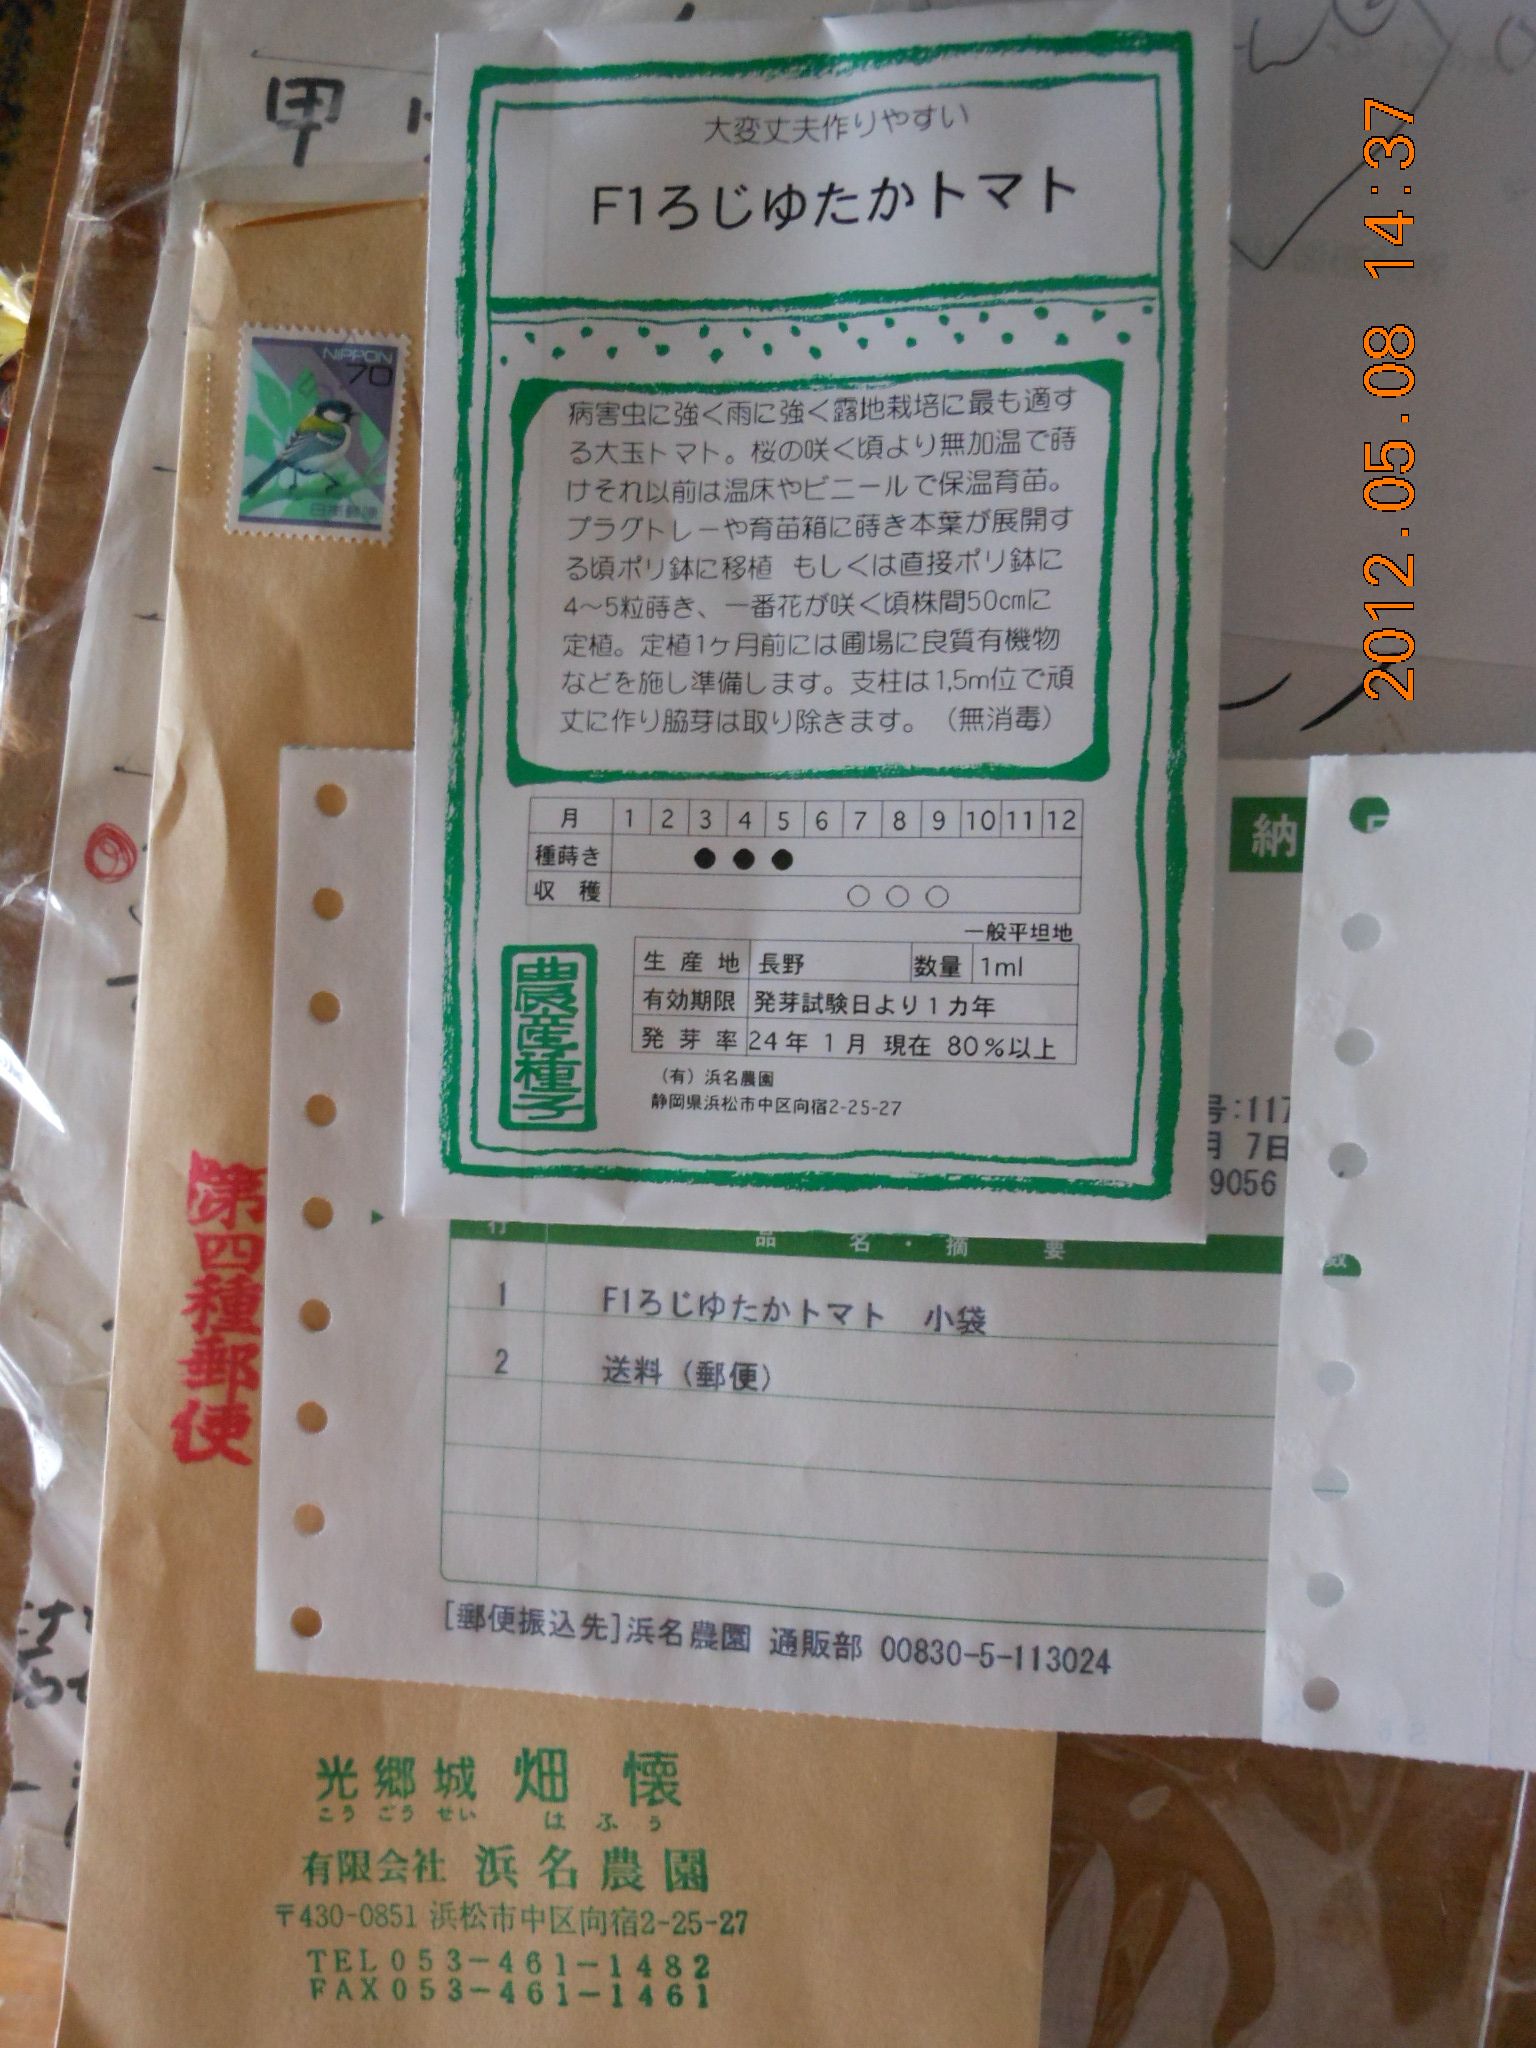 大変丈夫作りやすい
F1ろじゆたかトマト
病害虫に強く雨に強く露地栽培に最も適す
る大玉トマト。桜の咲く頃より無加温で蒔
けそれ以前は温床やビニールで保温育苗。
プラグトレーや育苗箱に蒔き本葉が展開す
る頃ポリ鉢に移植 もしくは直接ポリ鉢に
4〜5粒蒔き、一番花が咲く頃株間50cmに
定植。定植1ヶ月前には圃場に良質有機物
などを施し準備します。支柱は1,5m位で頑
丈に作り脇芽は取り除きます。（無消毒）
月 1 2 3 4 5 6 7 8 9 10 11 12
種蒔き ● ● ●
収穫 ○ ○ ○
一般平坦地
生産地 長野 数量 1ml
有効期限 発芽試験日より1カ年
発芽率 24年 1月 現在 80%以上
(有)浜名農園
静岡県浜松市中区向宿2-25-27
農産種子
NIPPON
70
日本郵便
甲
2012.05.08 14:37
納
号:117
月 7日
9056
行 品名・摘要 数
1 F1ろじゆたかトマト 小袋
2 送料(郵便)
[郵便振込先]浜名農園 通販部 00830-5-113024
第四種郵便
光郷城 畑懐
こうごうせい はふう
有限会社 浜名農園
〒430-0851 浜松市中区向宿2-25-27
TEL053-461-1482
FAX053-461-1461